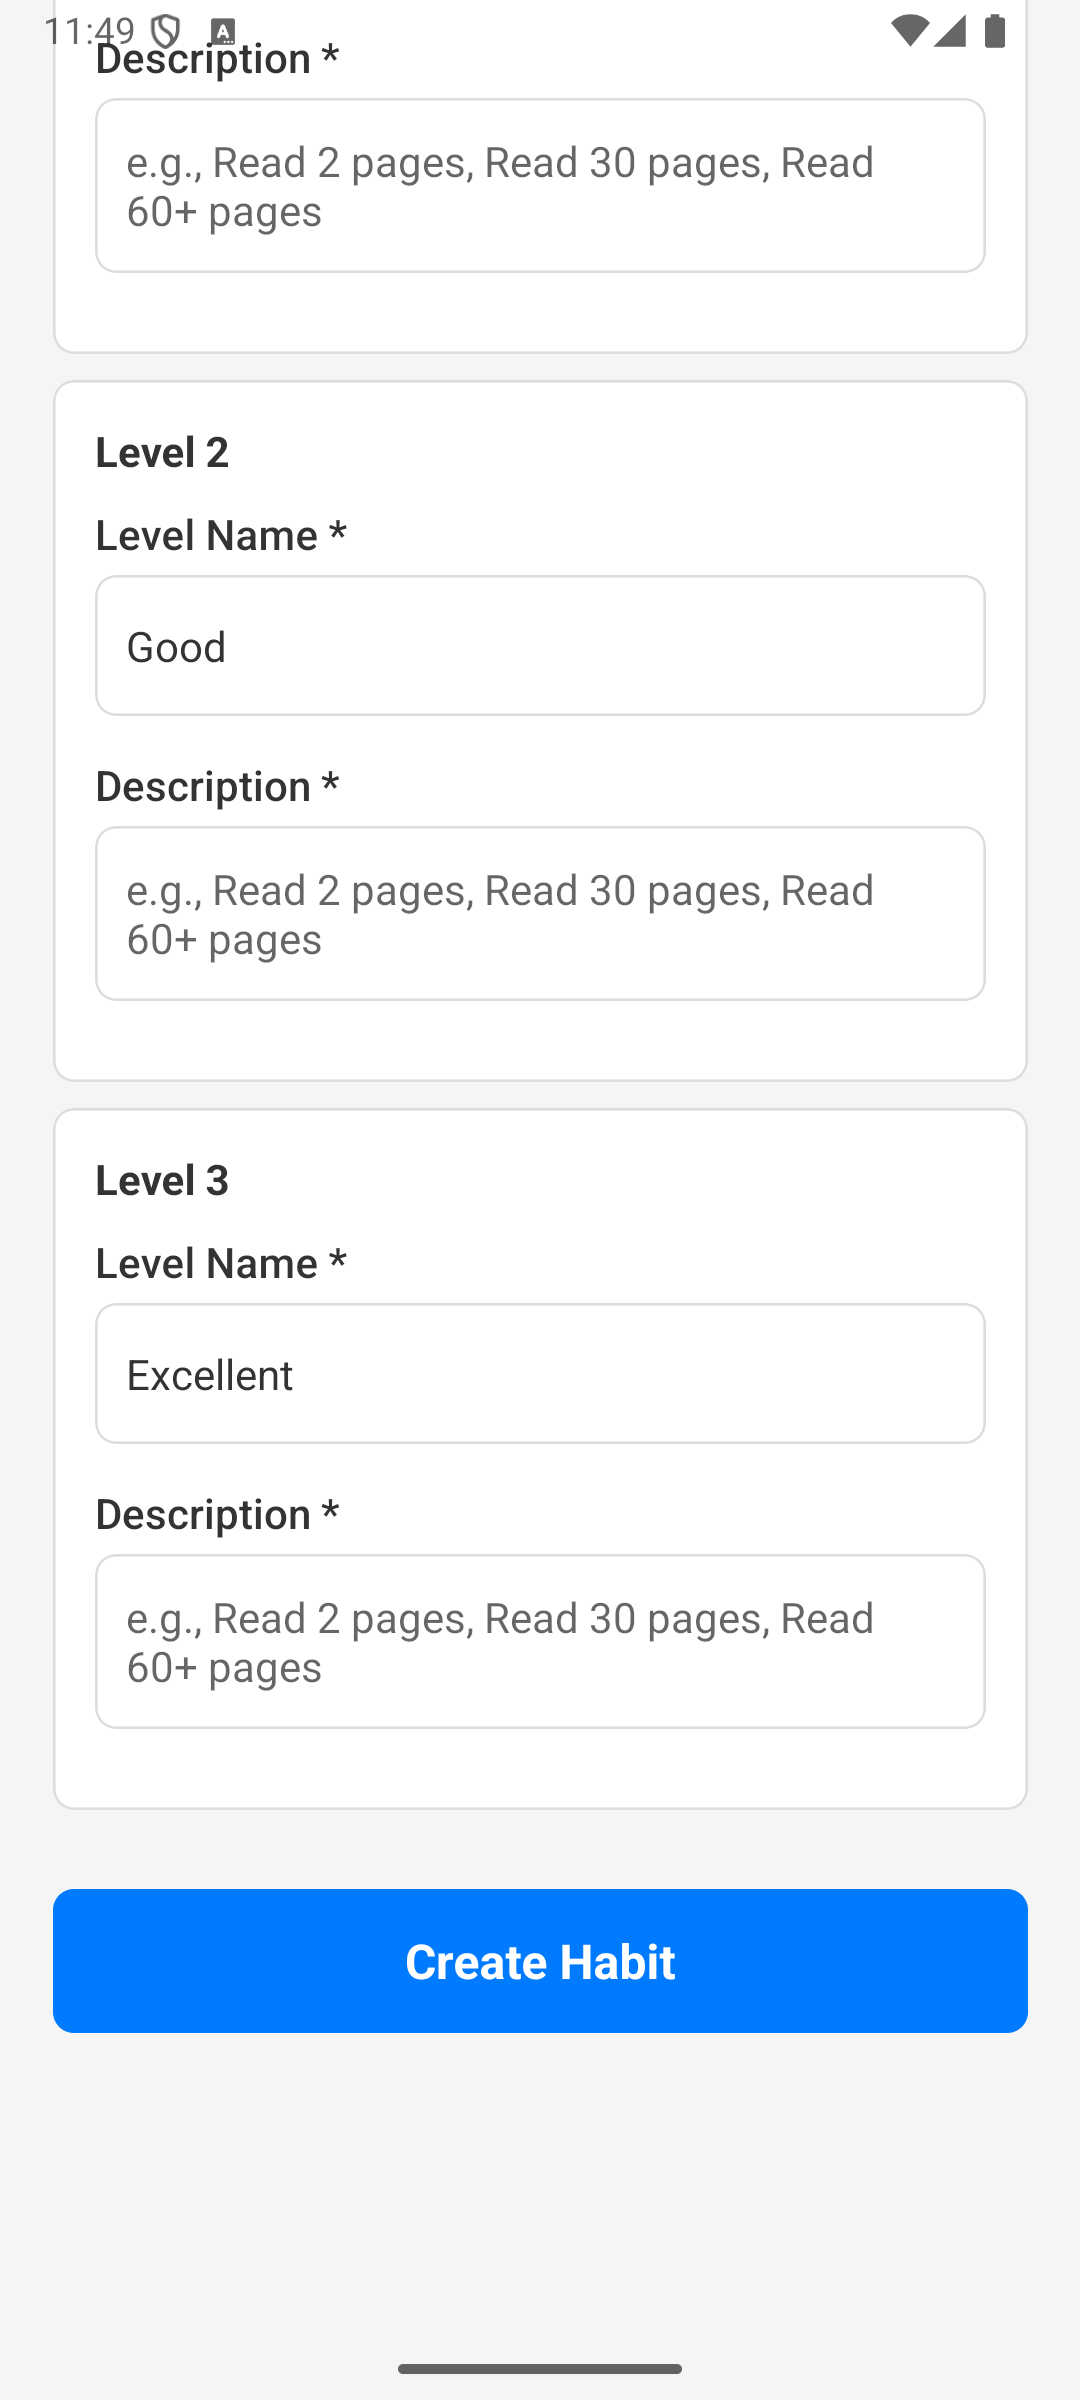 11:49
Description *
e.g., Read 2 pages, Read 30 pages, Read
60+ pages
Level 2
Level Name *
Good
Description *
e.g., Read 2 pages, Read 30 pages, Read
60+ pages
Level 3
Level Name *
Excellent
Description *
e.g., Read 2 pages, Read 30 pages, Read
60+ pages
Create Habit